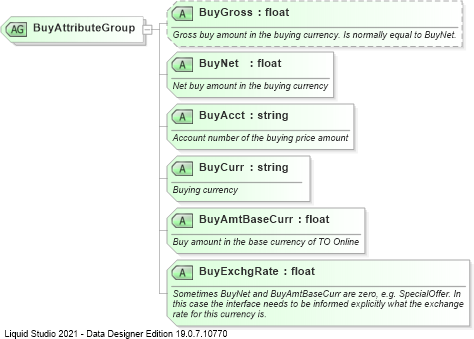 AG BuyAttributeGroup
A BuyGross : float
Gross buy amount in the buying currency. Is normally equal to BuyNet.
A BuyNet : float
Net buy amount in the buying currency
A BuyAcct : string
Account number of the buying price amount
A BuyCurr : string
Buying currency
A BuyAmtBaseCurr : float
Buy amount in the base currency of TO Online
A BuyExchgRate : float
Sometimes BuyNet and BuyAmtBaseCurr are zero, e.g. SpecialOffer. In
this case the interface needs to be informed explicitly what the exchange
rate for this currency is.
Liquid Studio 2021 - Data Designer Edition 19.0.7.10770